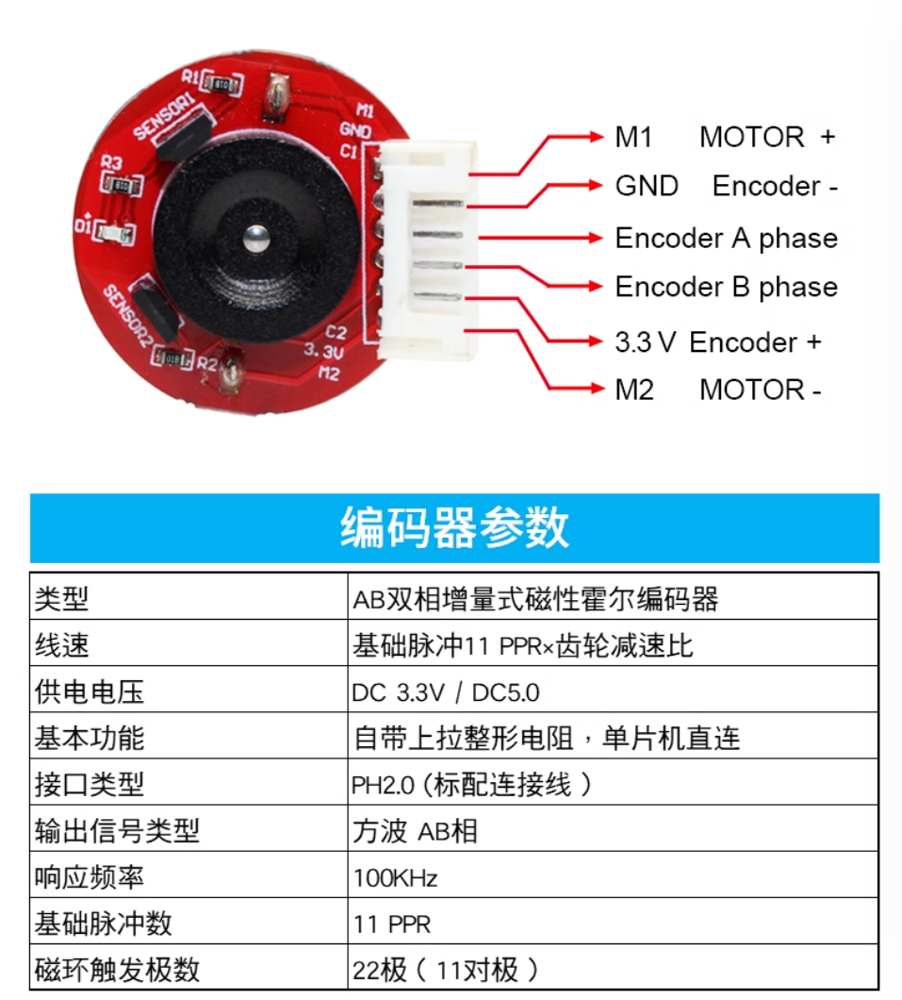 R1
010
SENSOR1
M1
GND
C1
R3
010
D1
SENSOR2
C2
3.3V
M2
018
R2
M1 MOTOR +
GND Encoder -
Encoder A phase
Encoder B phase
3.3 V Encoder +
M2 MOTOR -
编码器参数
类型 AB双相增量式磁性霍尔编码器
线速 基础脉冲11 PPR×齿轮减速比
供电电压 DC 3.3V / DC5.0
基本功能 自带上拉整形电阻，单片机直连
接口类型 PH2.0 (标配连接线 )
输出信号类型 方波 AB相
响应频率 100KHz
基础脉冲数 11 PPR
磁环触发极数 22极 ( 11对极 )